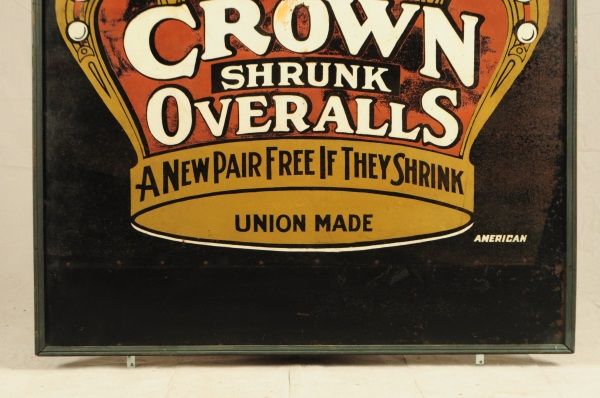 CROWN
SHRUNK
OVERALLS
A NEW PAIR FREE IF THEY SHRINK
UNION MADE
AMERICAN